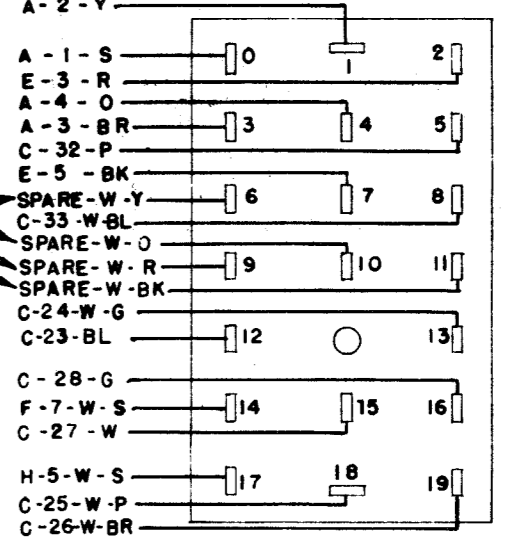 A-2-Y
A-1-S 0 1 2
E-3-R
A-4-O
A-3-BR 3 4 5
C-32-P
E-5-BK
SPARE-W-Y 6 7 8
C-33-W-BL
SPARE-W-O
SPARE-W-R 9 10 11
SPARE-W-BK
C-24-W-G
C-23-BL 12 13
C-28-G
F-7-W-S 14 15 16
C-27-W
H-5-W-S 17 18 19
C-25-W-P
C-26-W-BR